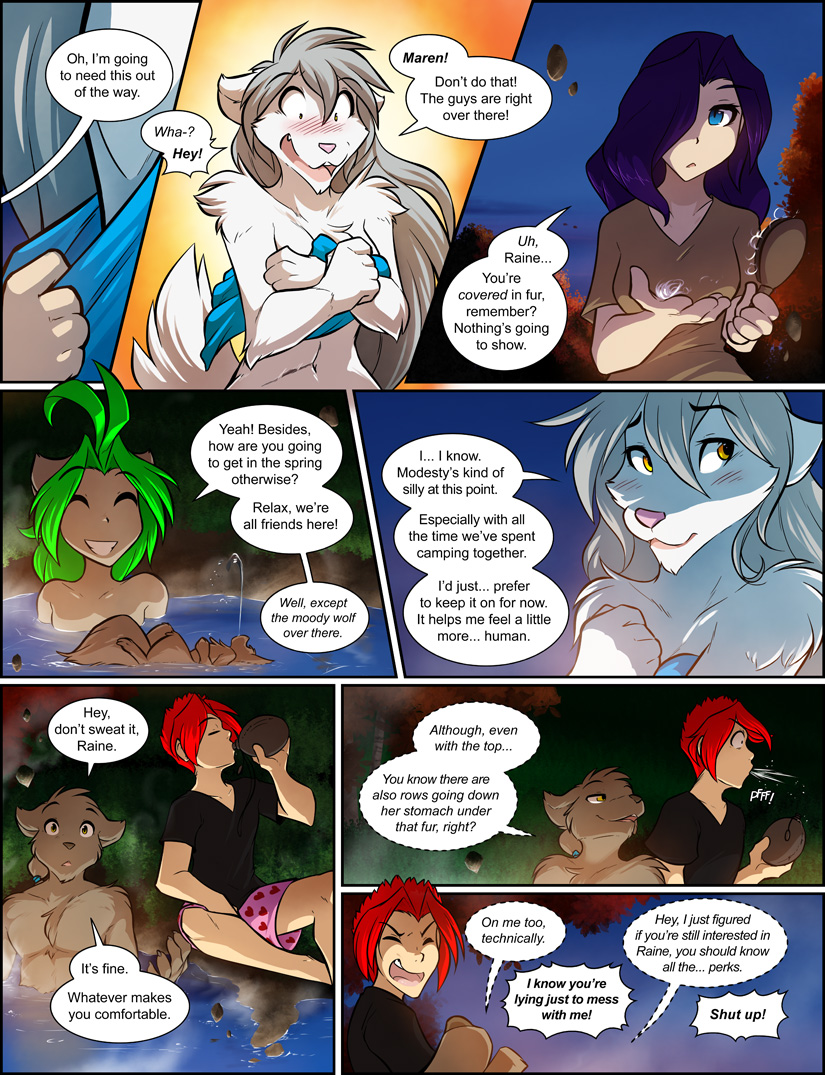 Oh, I'm going
to need this out
of the way.
Wha-?
Hey!
Maren!
Don't do that!
The guys are right
over there!
Uh,
Raine...
You're
covered in fur,
remember?
Nothing's going
to show.
Yeah! Besides,
how are you going
to get in the spring
otherwise?
Relax, we're
all friends here!
Well, except
the moody wolf
over there.
I... I know.
Modesty's kind of
silly at this point.
Especially with all
the time we've spent
camping together.
I'd just... prefer
to keep it on for now.
It helps me feel a little
more... human.
Hey,
don't sweat it,
Raine.
It's fine.
Whatever makes
you comfortable.
Although, even
with the top...
You know there are
also rows going down
her stomach under
that fur, right?
PFFF!
On me too,
technically.
I know you're
lying just to mess
with me!
Hey, I just figured
if you're still interested in
Raine, you should know
all the... perks.
Shut up!